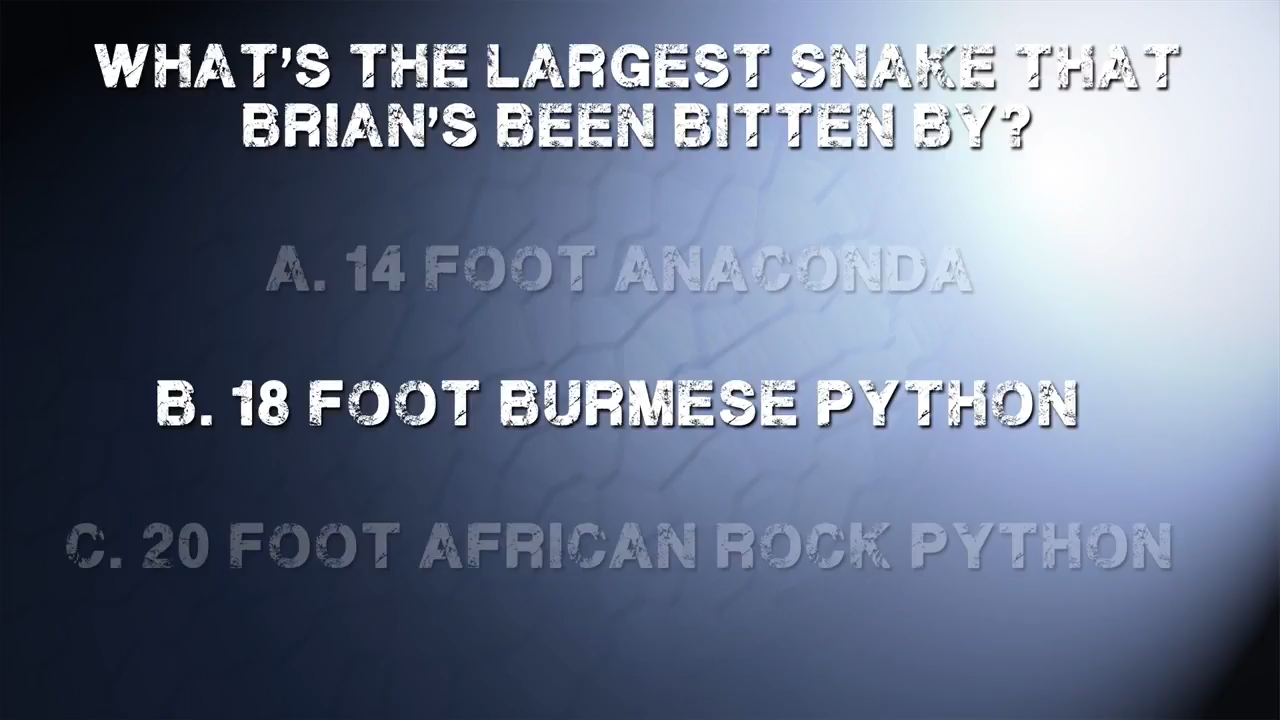 WHAT'S THE LARGEST SNAKE THAT
BRIAN'S BEEN BITTEN BY?
A. 14 FOOT ANACONDA
B. 18 FOOT BURMESE PYTHON
C. 20 FOOT AFRICAN ROCK PYTHON